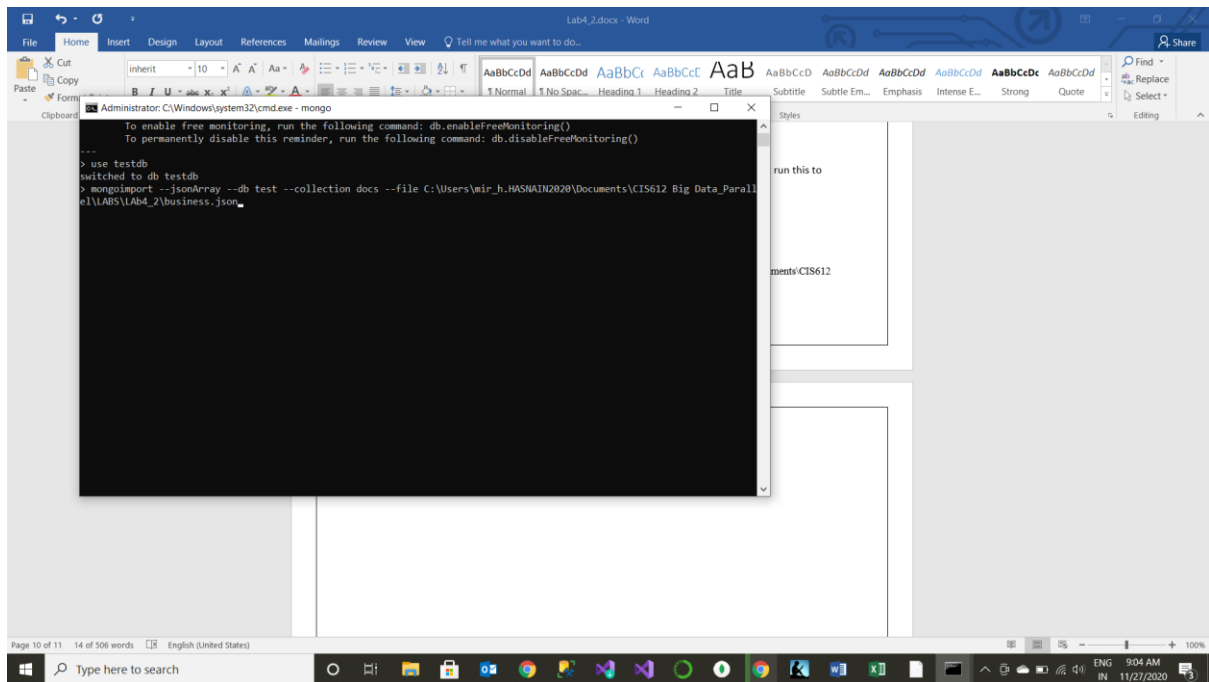 Lab4_2.docx - Word
File Home Insert Design Layout References Mailings Review View Tell me what you want to do... Share
Cut
Copy
Paste
Clipboard
inherit 10
AaBbCcDd AaBbCcDd AaBbCc AaBbCcE AaB AaBbCcD AaBbCcDd AaBbCcDd AaBbCcDd AaBbCcDc AaBbCcDd
¶ Normal ¶ No Spac... Heading 1 Heading 2 Title Subtitle Subtle Em... Emphasis Intense E... Strong Quote
Styles
Find
Replace
Select
Editing
Administrator: C:\Windows\system32\cmd.exe - mongo
To enable free monitoring, run the following command: db.enableFreeMonitoring()
To permanently disable this reminder, run the following command: db.disableFreeMonitoring()
---
> use testdb
switched to db testdb
> mongoimport --jsonArray --db test --collection docs --file C:\Users\mir_h.HASNAIN2020\Documents\CIS612 Big Data_Parall
el\LABS\LAb4_2\business.json
run this to
ments\CIS612
Page 10 of 11 14 of 506 words English (United States) 100%
Type here to search
ENG
IN
9:04 AM
11/27/2020
3